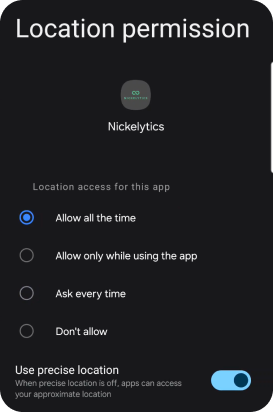 Location permission
NICKELYTICS
Nickelytics
Location access for this app
Allow all the time
Allow only while using the app
Ask every time
Don't allow
Use precise location
When precise location is off, apps can access
your approximate location